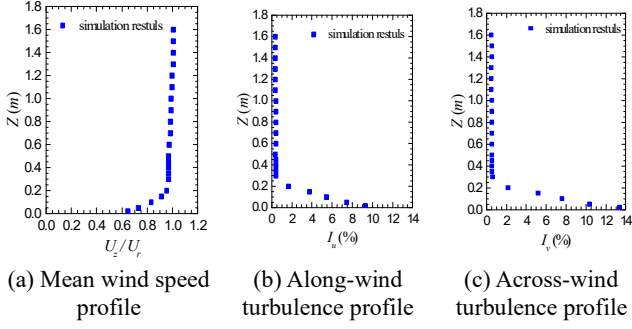 simulation restuls
simulation restuls
simulation restuls
1.8
1.6
1.4
1.2
1.0
0.8
0.6
0.4
0.2
0.0
Z (m)
0.0 0.2 0.4 0.6 0.8 1.0 1.2
U_z/U_r
1.8
1.6
1.4
1.2
1.0
0.8
0.6
0.4
0.2
0.0
Z (m)
0 2 4 6 8 10 12 14
I_u(%)
1.8
1.6
1.4
1.2
1.0
0.8
0.6
0.4
0.2
0.0
Z (m)
0 2 4 6 8 10 12 14
I_v(%)
(a) Mean wind speed
profile
(b) Along-wind
turbulence profile
(c) Across-wind
turbulence profile